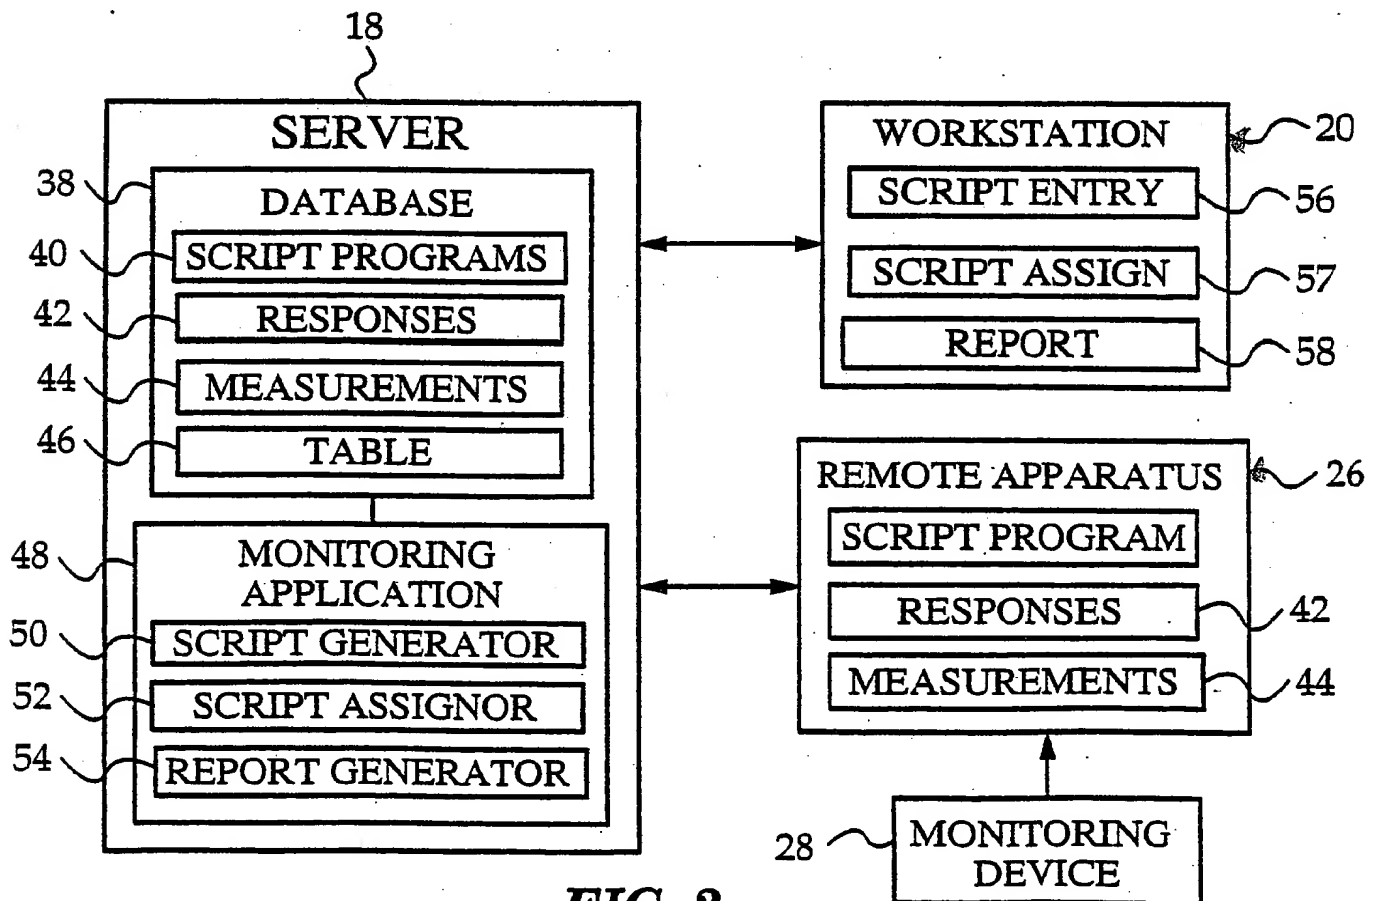 18
SERVER
38
DATABASE
40
SCRIPT PROGRAMS
42
RESPONSES
44
MEASUREMENTS
46
TABLE
48
MONITORING
APPLICATION
50
SCRIPT GENERATOR
52
SCRIPT ASSIGNOR
54
REPORT GENERATOR
WORKSTATION
20
SCRIPT ENTRY
56
SCRIPT ASSIGN
57
REPORT
58
REMOTE APPARATUS
26
SCRIPT PROGRAM
RESPONSES
42
MEASUREMENTS
44
28
MONITORING
DEVICE
FIG.